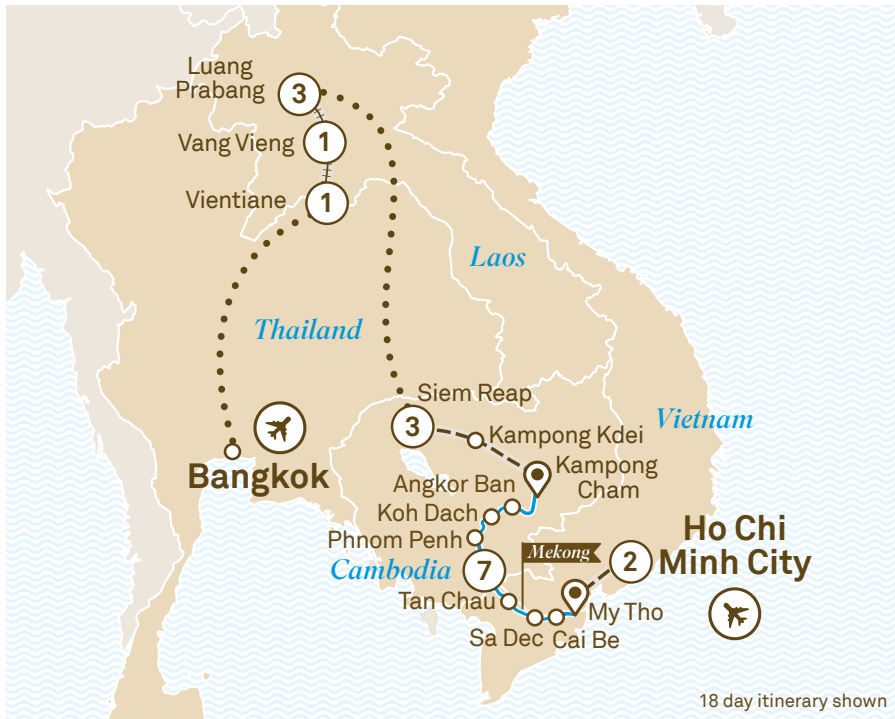 Luang
Prabang
3
Vang Vieng
1
Vientiane
1
Laos
Thailand
Siem Reap
3
Vietnam
Kampong Kdei
Bangkok
Kampong
Cham
Angkor Ban
Koh Dach
Phnom Penh
Ho Chi
Minh City
Mekong
Cambodia
7
2
Tan Chau
My Tho
Sa Dec
Cai Be
18 day itinerary shown